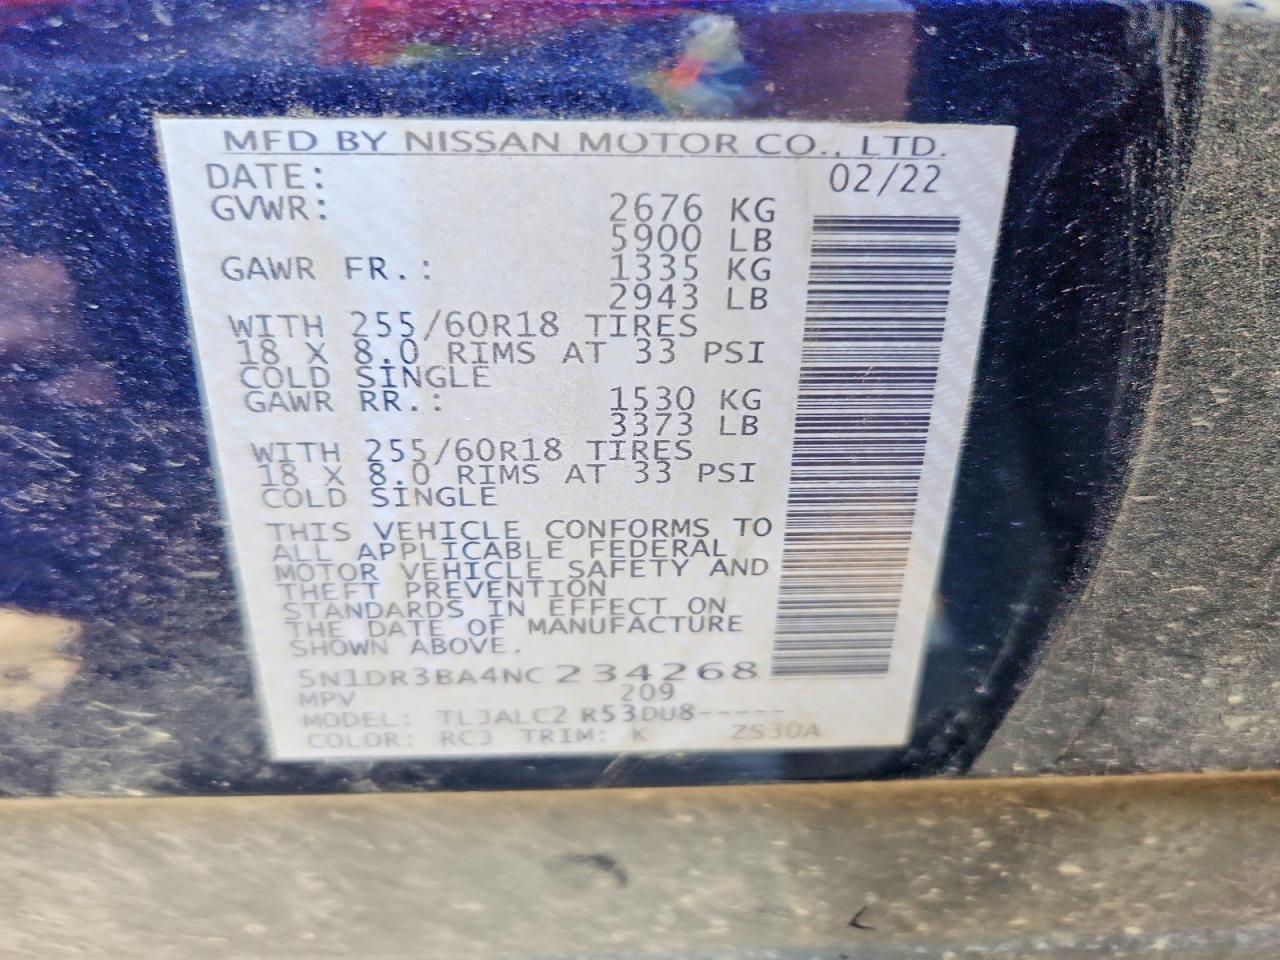 MFD BY NISSAN MOTOR CO., LTD.
DATE: 02/22
GVWR: 2676 KG
5900 LB
GAWR FR.: 1335 KG
2943 LB
WITH 255/60R18 TIRES
18 X 8.0 RIMS AT 33 PSI
COLD SINGLE
GAWR RR.: 1530 KG
3373 LB
WITH 255/60R18 TIRES
18 X 8.0 RIMS AT 33 PSI
COLD SINGLE
THIS VEHICLE CONFORMS TO
ALL APPLICABLE FEDERAL
MOTOR VEHICLE SAFETY AND
THEFT PREVENTION
STANDARDS IN EFFECT ON
THE DATE OF MANUFACTURE
SHOWN ABOVE.
5N1DR3BA4NC234268
MPV 209
MODEL: TLJALC2 R53DU8-----
COLOR: RCJ TRIM: K ZS30A